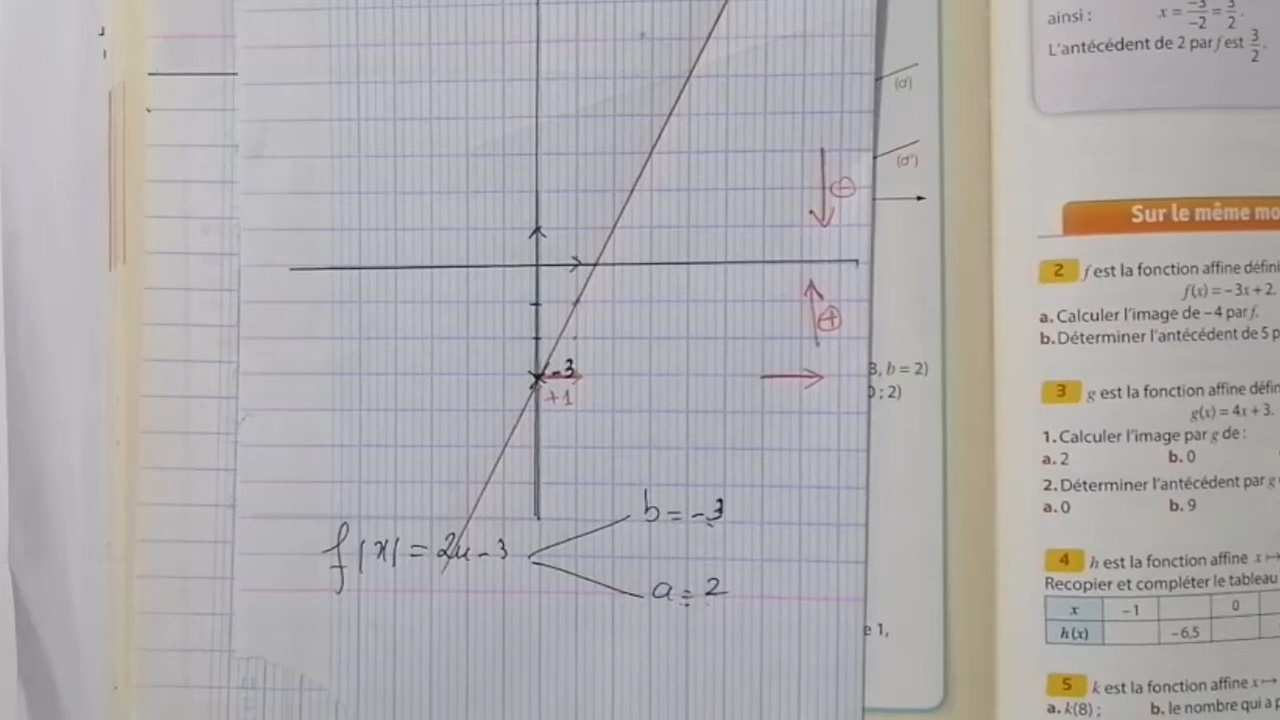 (d)
(d')
⊖
⊕
-3
+1
b = -3
f(x) = 2x - 3
a = 2
, b = 2)
; 2)
e 1,
ainsi : x = -3/-2 = 3/2.
L'antécédent de 2 par f est 3/2.
Sur le même mo
2 f est la fonction affine défini
f(x) = -3x + 2.
a. Calculer l'image de -4 par f.
b. Déterminer l'antécédent de 5 p
3 g est la fonction affine défin
g(x) = 4x + 3.
1. Calculer l'image par g de :
a. 2 b. 0
2. Déterminer l'antécédent par g
a. 0 b. 9
4 h est la fonction affine x ↦
Recopier et compléter le tableau
x -1 0
h(x) -6,5
5 k est la fonction affine x ↦
a. k(8) ; b. le nombre qui a p